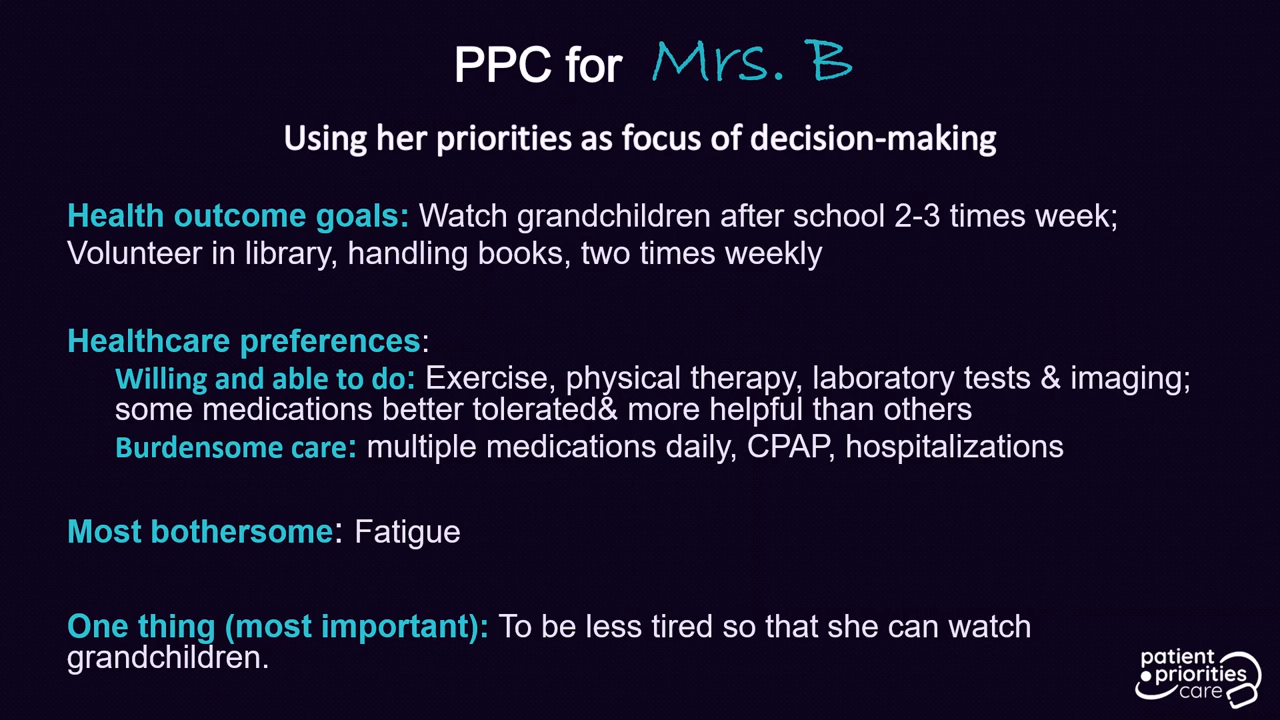 PPC for Mrs. B
Using her priorities as focus of decision-making
Health outcome goals: Watch grandchildren after school 2-3 times week;
Volunteer in library, handling books, two times weekly
Healthcare preferences:
Willing and able to do: Exercise, physical therapy, laboratory tests & imaging;
some medications better tolerated& more helpful than others
Burdensome care: multiple medications daily, CPAP, hospitalizations
Most bothersome: Fatigue
One thing (most important): To be less tired so that she can watch
grandchildren.
patient
priorities
care